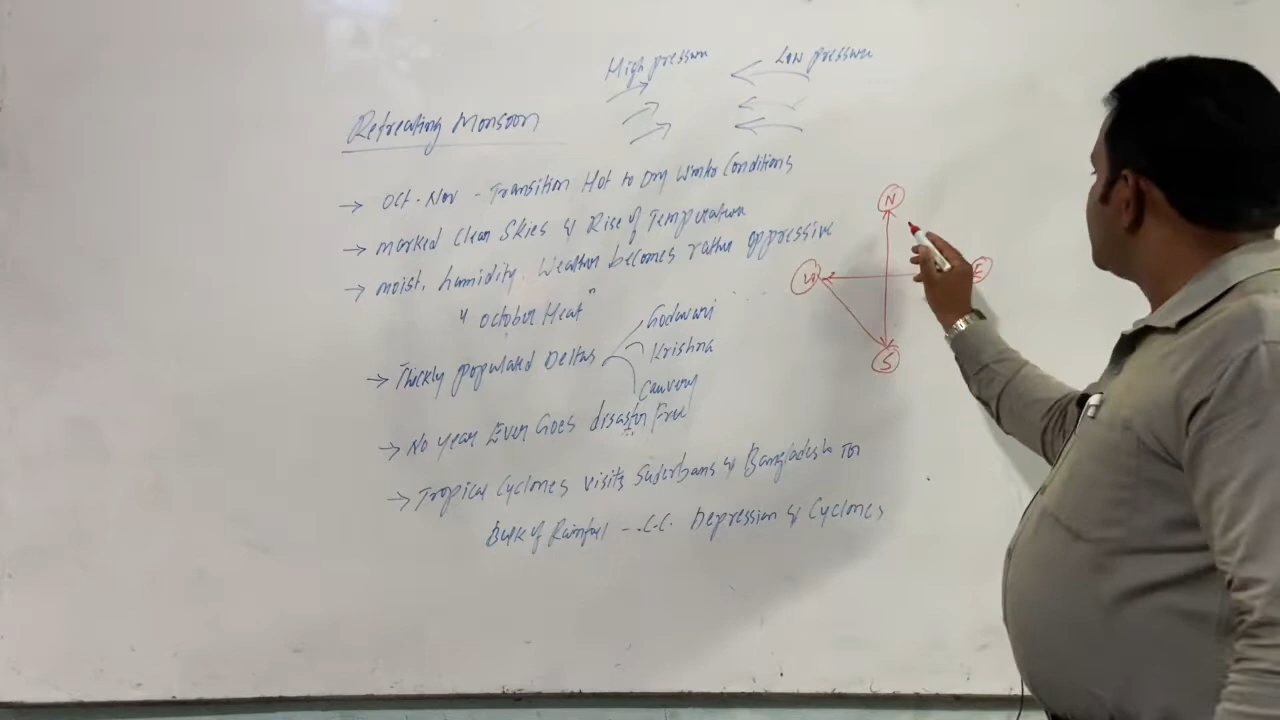 High pressure
Low pressure
Retreating Monsoon
→ Oct. Nov - Transition Hot to Dry Winter Conditions
→ Marked Clear Skies & Rise of Temperature
→ moist, humidity. Weather becomes rather oppressive
" October Heat "
→ Thickly populated Deltas
Godavari
Krishna
Cauvery
→ No year Ever Goes disaster Free
→ Tropical Cyclones visits Suderbans & Bangladesh Too
Bulk of Rainfall - C.C. Depression & Cyclones
N
W
E
S